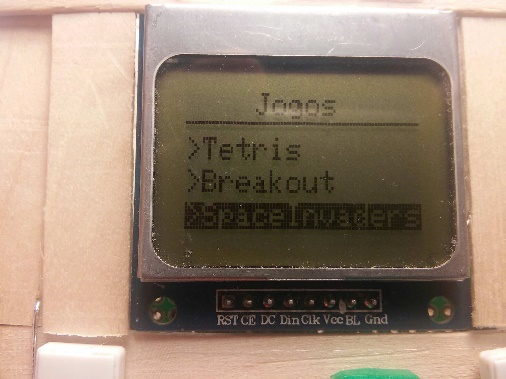 Jogos
>Tetris
>Breakout
>SpaceInvaders
RST CE DC Din Clk Vcc BL Gnd